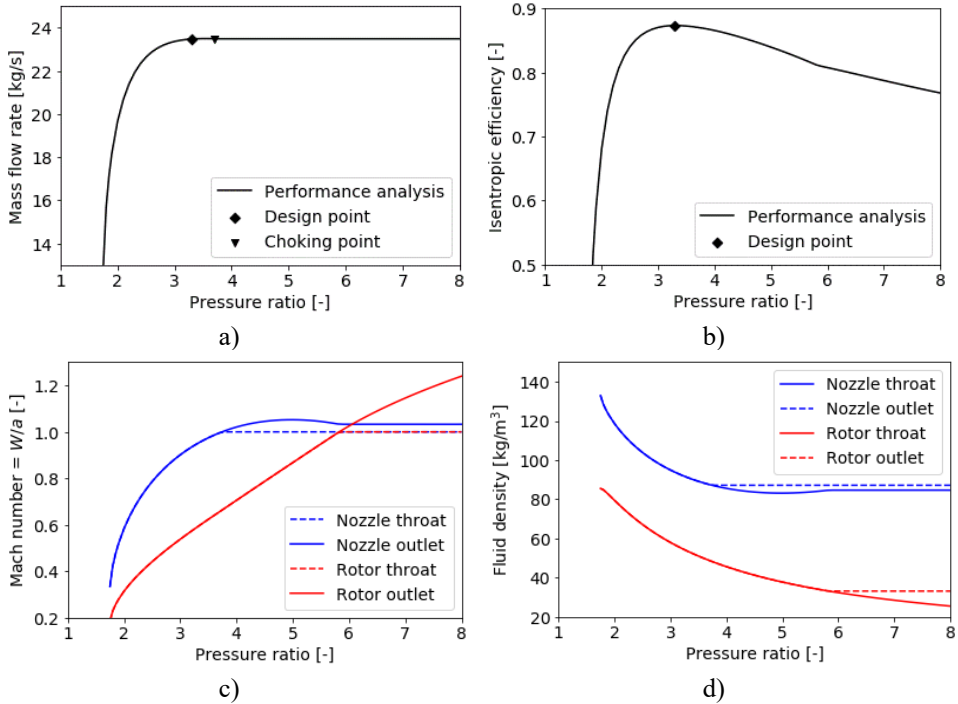 Mass flow rate [kg/s]
24
22
20
18
16
14
1 2 3 4 5 6 7 8
Pressure ratio [-]
Performance analysis
Design point
Choking point
a)
Isentropic efficiency [-]
0.9
0.8
0.7
0.6
0.5
1 2 3 4 5 6 7 8
Pressure ratio [-]
Performance analysis
Design point
b)
Mach number = W/a [-]
1.2
1.0
0.8
0.6
0.4
0.2
1 2 3 4 5 6 7 8
Pressure ratio [-]
Nozzle throat
Nozzle outlet
Rotor throat
Rotor outlet
c)
Fluid density [kg/m³]
140
120
100
80
60
40
20
1 2 3 4 5 6 7 8
Pressure ratio [-]
Nozzle throat
Nozzle outlet
Rotor throat
Rotor outlet
d)